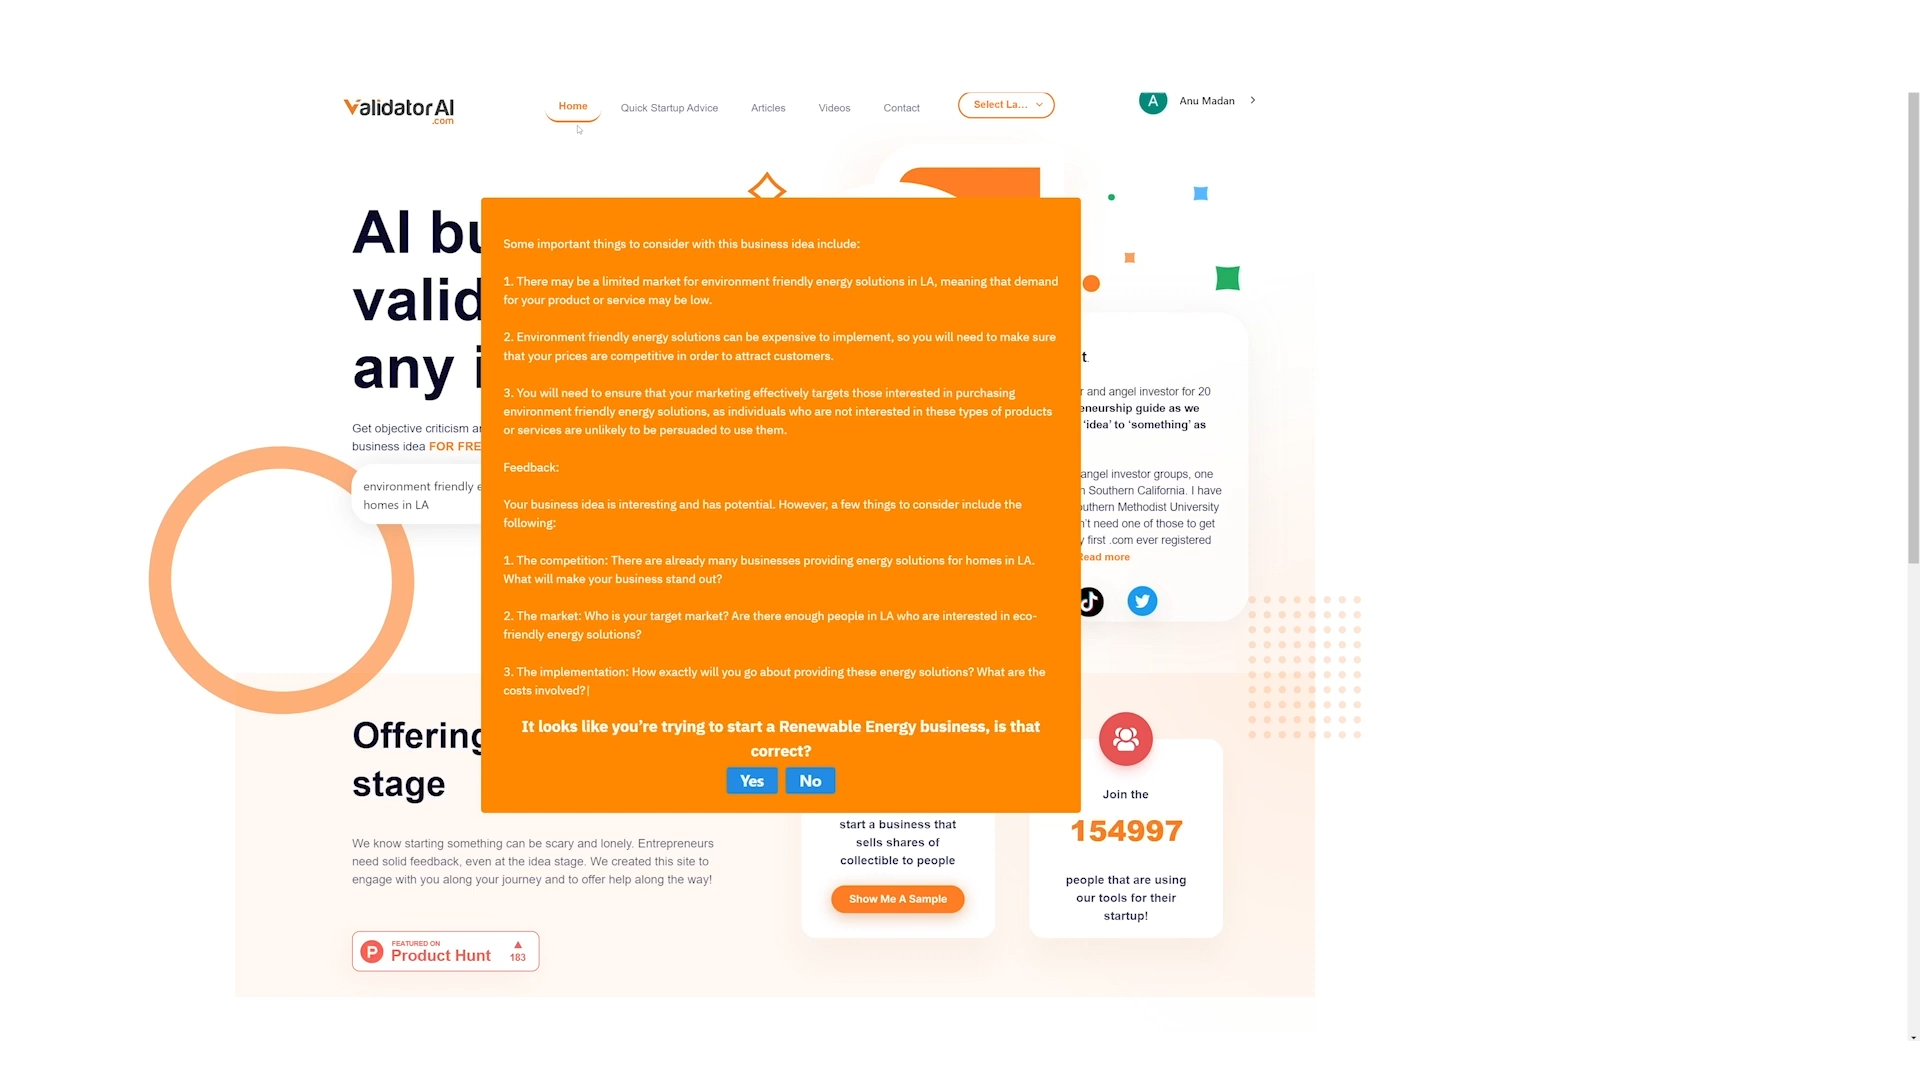 ValidatorAI
.com
Home
Quick Startup Advice
Articles
Videos
Contact
Select La...
A
Anu Madan
AI bu
valid
any i
Get objective criticism a
business idea FOR FRE
environment friendly e
homes in LA
Some important things to consider with this business idea include:
1. There may be a limited market for environment friendly energy solutions in LA, meaning that demand
for your product or service may be low.
2. Environment friendly energy solutions can be expensive to implement, so you will need to make sure
that your prices are competitive in order to attract customers.
3. You will need to ensure that your marketing effectively targets those interested in purchasing
environment friendly energy solutions, as individuals who are not interested in these types of products
or services are unlikely to be persuaded to use them.
Feedback:
Your business idea is interesting and has potential. However, a few things to consider include the
following:
1. The competition: There are already many businesses providing energy solutions for homes in LA.
What will make your business stand out?
2. The market: Who is your target market? Are there enough people in LA who are interested in eco-
friendly energy solutions?
3. The implementation: How exactly will you go about providing these energy solutions? What are the
costs involved?
It looks like you're trying to start a Renewable Energy business, is that
correct?
Yes
No
t.
r and angel investor for 20
eneurship guide as we
'idea' to 'something' as
angel investor groups, one
n Southern California. I have
uthern Methodist University
n't need one of those to get
y first .com ever registered
Read more
Offering
stage
We know starting something can be scary and lonely. Entrepreneurs
need solid feedback, even at the idea stage. We created this site to
engage with you along your journey and to offer help along the way!
P
FEATURED ON
Product Hunt
183
start a business that
sells shares of
collectible to people
Show Me A Sample
Join the
154997
people that are using
our tools for their
startup!